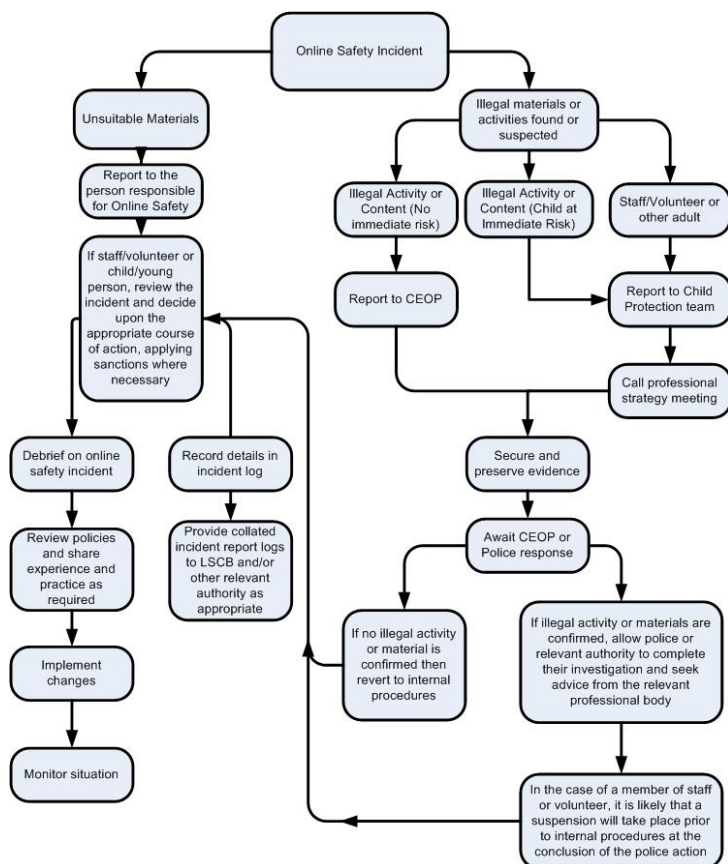 Online Safety Incident
Unsuitable Materials
Illegal materials or
activities found or
suspected
Report to the
person responsible
for Online Safety
Illegal Activity or
Content (No
immediate risk)
Illegal Activity or
Content (Child at
Immediate Risk)
Staff/Volunteer or
other adult
If staff/volunteer or
child/young
person, review the
incident and decide
upon the
appropriate course
of action, applying
sanctions where
necessary
Report to CEOP
Report to Child
Protection team
Call professional
strategy meeting
Debrief on online
safety incident
Record details in
incident log
Secure and
preserve evidence
Review policies
and share
experience and
practice as
required
Provide collated
incident report logs
to LSCB and/or
other relevant
authority as
appropriate
Await CEOP or
Police response
If no illegal activity
or material is
confirmed then
revert to internal
procedures
If illegal activity or materials are
confirmed, allow police or
relevant authority to complete
their investigation and seek
advice from the relevant
professional body
Implement
changes
Monitor situation
In the case of a member of staff
or volunteer, it is likely that a
suspension will take place prior
to internal procedures at the
conclusion of the police action